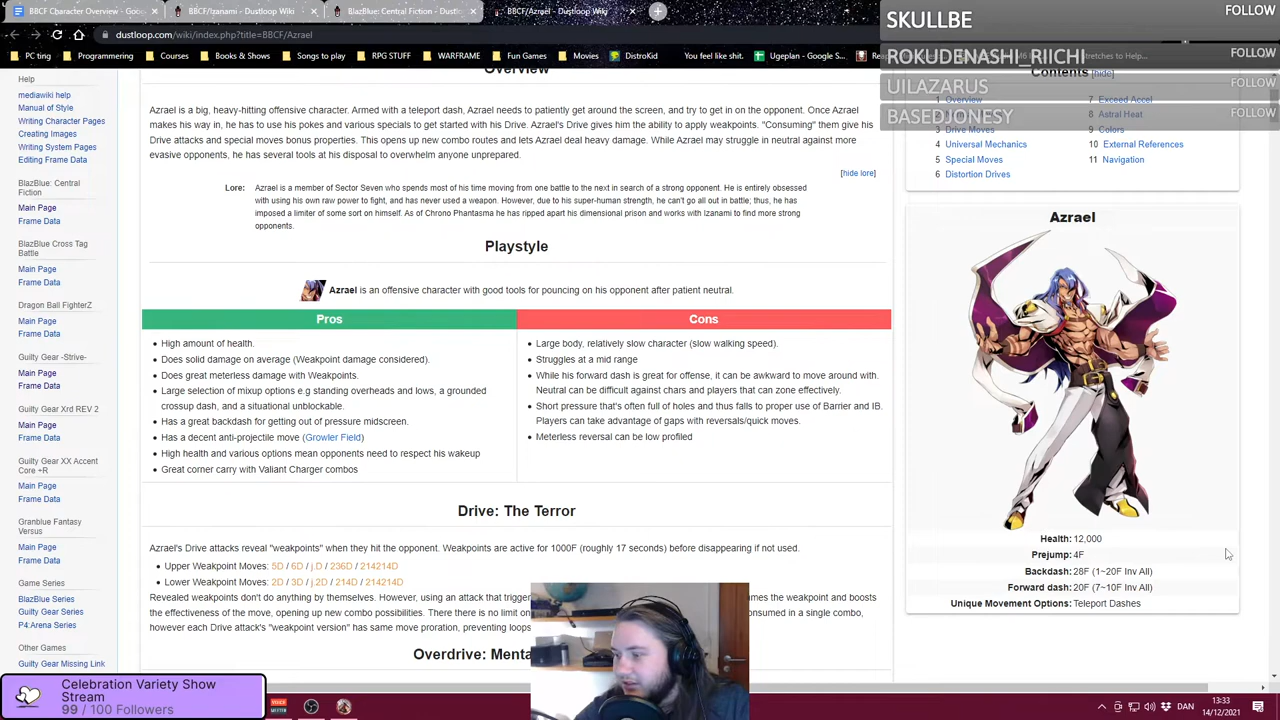 BBCF Character Fiction - Goog
BBCF/Izanami - Dustloop Wiki
BlazBlue: Central Fiction - Dustl
BBCF/Azrael - Dustloop Wiki
dustloop.com/wiki/index.php?title=BBCF/Azrael
PC ting
Programmering
Courses
Books & Shows
Songs to play
RPG STUFF
WARFRAME
Fun Games
Movies
DistroKid
You feel like shit.
Ugeplan - Google S...
Rea
tretches to Help...
SKULLBE
FOLLOW
ROKUDENASHI_RIICHI
FOLLOW
UILAZARUS
FOLLOW
BASEDJONESY
FOLLOW
Help
mediawiki help
Manual of Style
Writing Character Pages
Creating Images
Writing System Pages
Editing Frame Data
BlazBlue: Central
Fiction
Main Page
Frame Data
BlazBlue Cross Tag
Battle
Main Page
Frame Data
Dragon Ball FighterZ
Main Page
Frame Data
Guilty Gear -Strive-
Main Page
Frame Data
Guilty Gear Xrd REV 2
Main Page
Frame Data
Guilty Gear XX Accent
Core +R
Main Page
Frame Data
Granblue Fantasy
Versus
Main Page
Frame Data
Game Series
BlazBlue Series
Guilty Gear Series
P4:Arena Series
Other Games
Guilty Gear Missing Link
Overview
Azrael is a big, heavy-hitting offensive character. Armed with a teleport dash, Azrael needs to patiently get around the screen, and try to get in on the opponent. Once Azrael
makes his way in, he has to use his pokes and various specials to get started with his Drive. Azrael's Drive gives him the ability to apply weakpoints. "Consuming" them give his
Drive attacks and special moves bonus properties. This opens up new combo routes and lets Azrael deal heavy damage. While Azrael may struggle in neutral against more
evasive opponents, he has several tools at his disposal to overwhelm anyone unprepared.
[hide lore]
Lore: Azrael is a member of Sector Seven who spends most of his time moving from one battle to the next in search of a strong opponent. He is entirely obsessed
with using his own raw power to fight, and has never used a weapon. However, due to his super-human strength, he can't go all out in battle; thus, he has
imposed a limiter of some sort on himself. As of Chrono Phantasma he has ripped apart his dimensional prison and works with Izanami to find more strong
opponents.
Playstyle
Azrael is an offensive character with good tools for pouncing on his opponent after patient neutral.
Pros
High amount of health.
Does solid damage on average (Weakpoint damage considered).
Does great meterless damage with Weakpoints.
Large selection of mixup options e.g standing overheads and lows, a grounded
crossup dash, and a situational unblockable.
Has a great backdash for getting out of pressure midscreen.
Has a decent anti-projectile move (Growler Field)
High health and various options mean opponents need to respect his wakeup
Great corner carry with Valiant Charger combos
Cons
Large body, relatively slow character (slow walking speed).
Struggles at a mid range
While his forward dash is great for offense, it can be awkward to move around with.
Neutral can be difficult against chars and players that can zone effectively.
Short pressure that's often full of holes and thus falls to proper use of Barrier and IB.
Players can take advantage of gaps with reversals/quick moves.
Meterless reversal can be low profiled
Drive: The Terror
Azrael's Drive attacks reveal "weakpoints" when they hit the opponent. Weakpoints are active for 1000F (roughly 17 seconds) before disappearing if not used.
Upper Weakpoint Moves: 5D / 6D / j.D / 236D / 214214D
Lower Weakpoint Moves: 2D / 3D / j.2D / 214D / 214214D
Revealed weakpoints don't do anything by themselves. However, using an attack that trigger umes the weakpoint and boosts
the effectiveness of the move, opening up new combo possibilities. There there is no limit on onsumed in a single combo,
however each Drive attack's "weakpoint version" has same move proration, preventing loops
Overdrive: Menta
Contents [hide]
1 Overview
3 Drive Moves
4 Universal Mechanics
5 Special Moves
6 Distortion Drives
7 Exceed Accel
8 Astral Heat
9 Colors
10 External References
11 Navigation
Azrael
Health: 12,000
Prejump: 4F
Backdash: 28F (1~20F Inv All)
Forward dash: 20F (7~10F Inv All)
Unique Movement Options: Teleport Dashes
Celebration Variety Show
Stream
99 / 100 Followers
DAN
13:33
14/12/2021